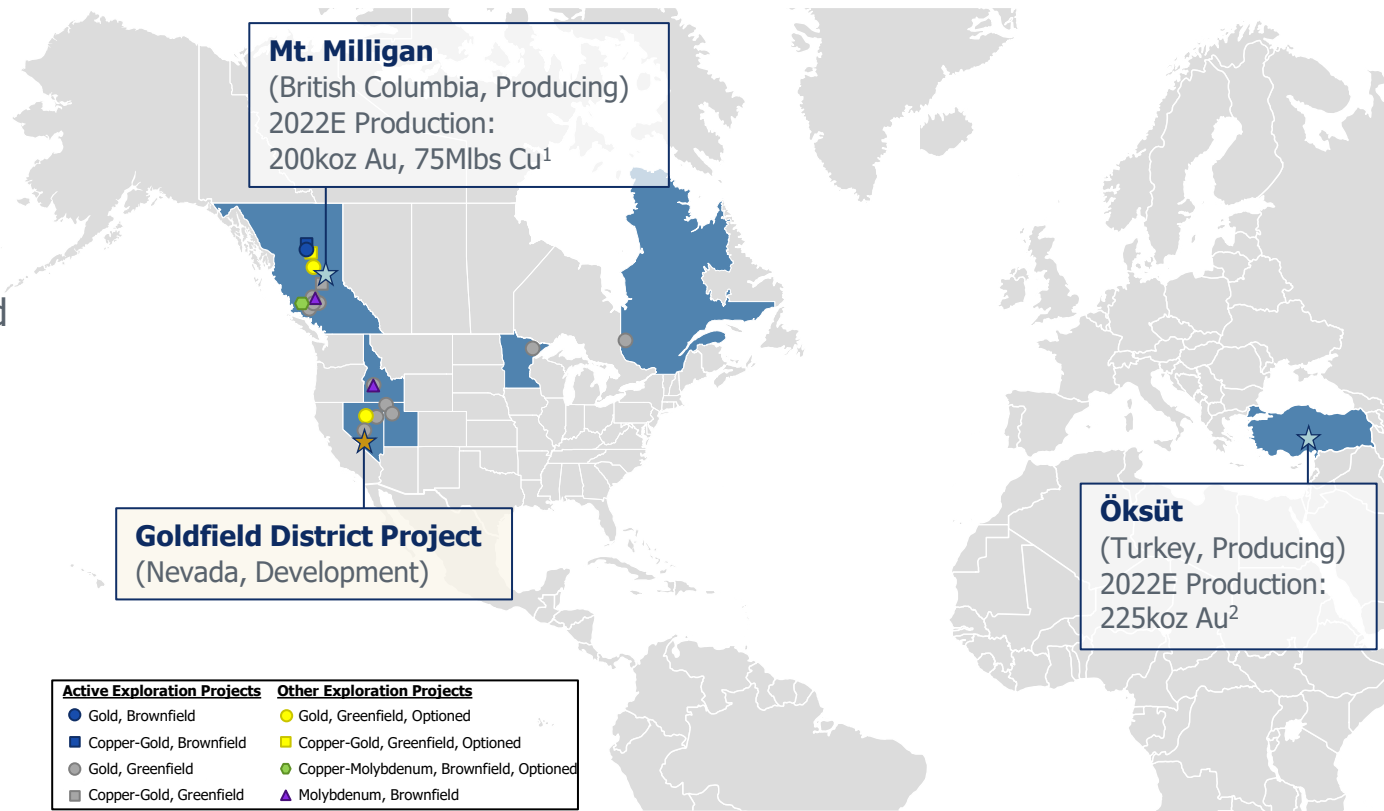 Mt. Milligan
(British Columbia, Producing)
2022E Production:
200koz Au, 75Mlbs Cu¹
Goldfield District Project
(Nevada, Development)
Öksüt
(Turkey, Producing)
2022E Production:
225koz Au²
Active Exploration Projects
Gold, Brownfield
Copper-Gold, Brownfield
Gold, Greenfield
Copper-Gold, Greenfield
Other Exploration Projects
Gold, Greenfield, Optioned
Copper-Gold, Greenfield, Optioned
Copper-Molybdenum, Brownfield, Optioned
Molybdenum, Brownfield